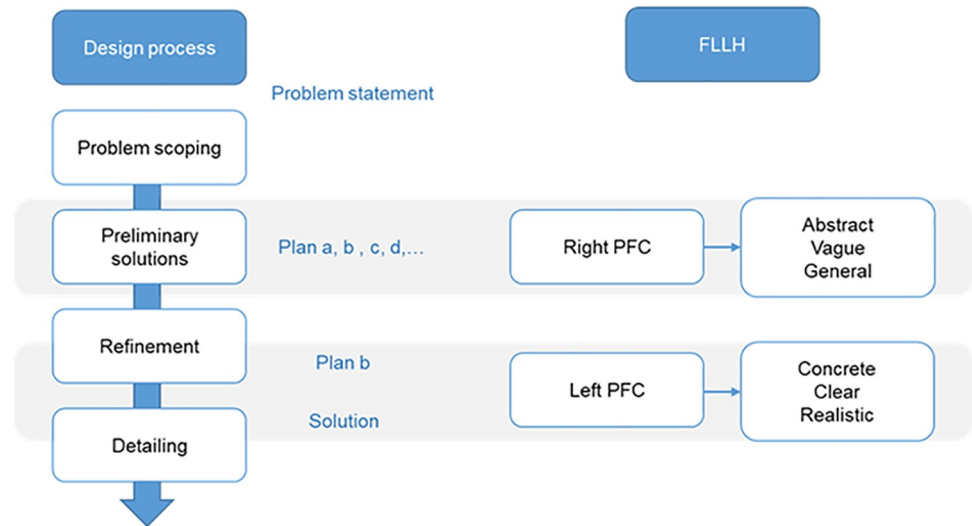 Design process
FLLH
Problem statement
Problem scoping
Preliminary
solutions
Plan a, b , c, d,...
Right PFC
Abstract
Vague
General
Refinement
Plan b
Left PFC
Concrete
Clear
Realistic
Solution
Detailing